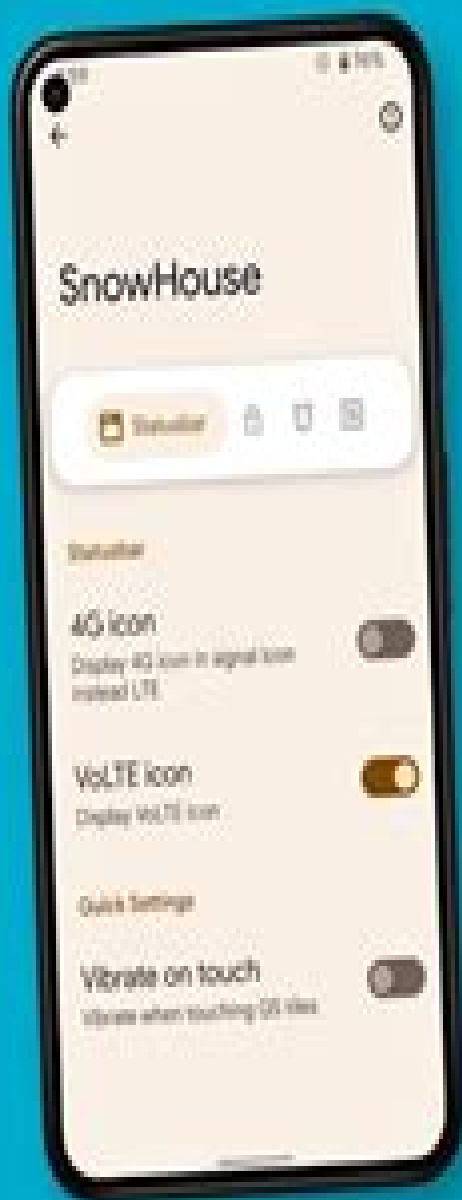 SnowHouse
StatusBar
StatusBar
4G icon
Display 4G icon in signal icon
instead LTE
VoLTE icon
Display VoLTE icon
Quick Settings
Vibrate on touch
Vibrate when touching QS tiles